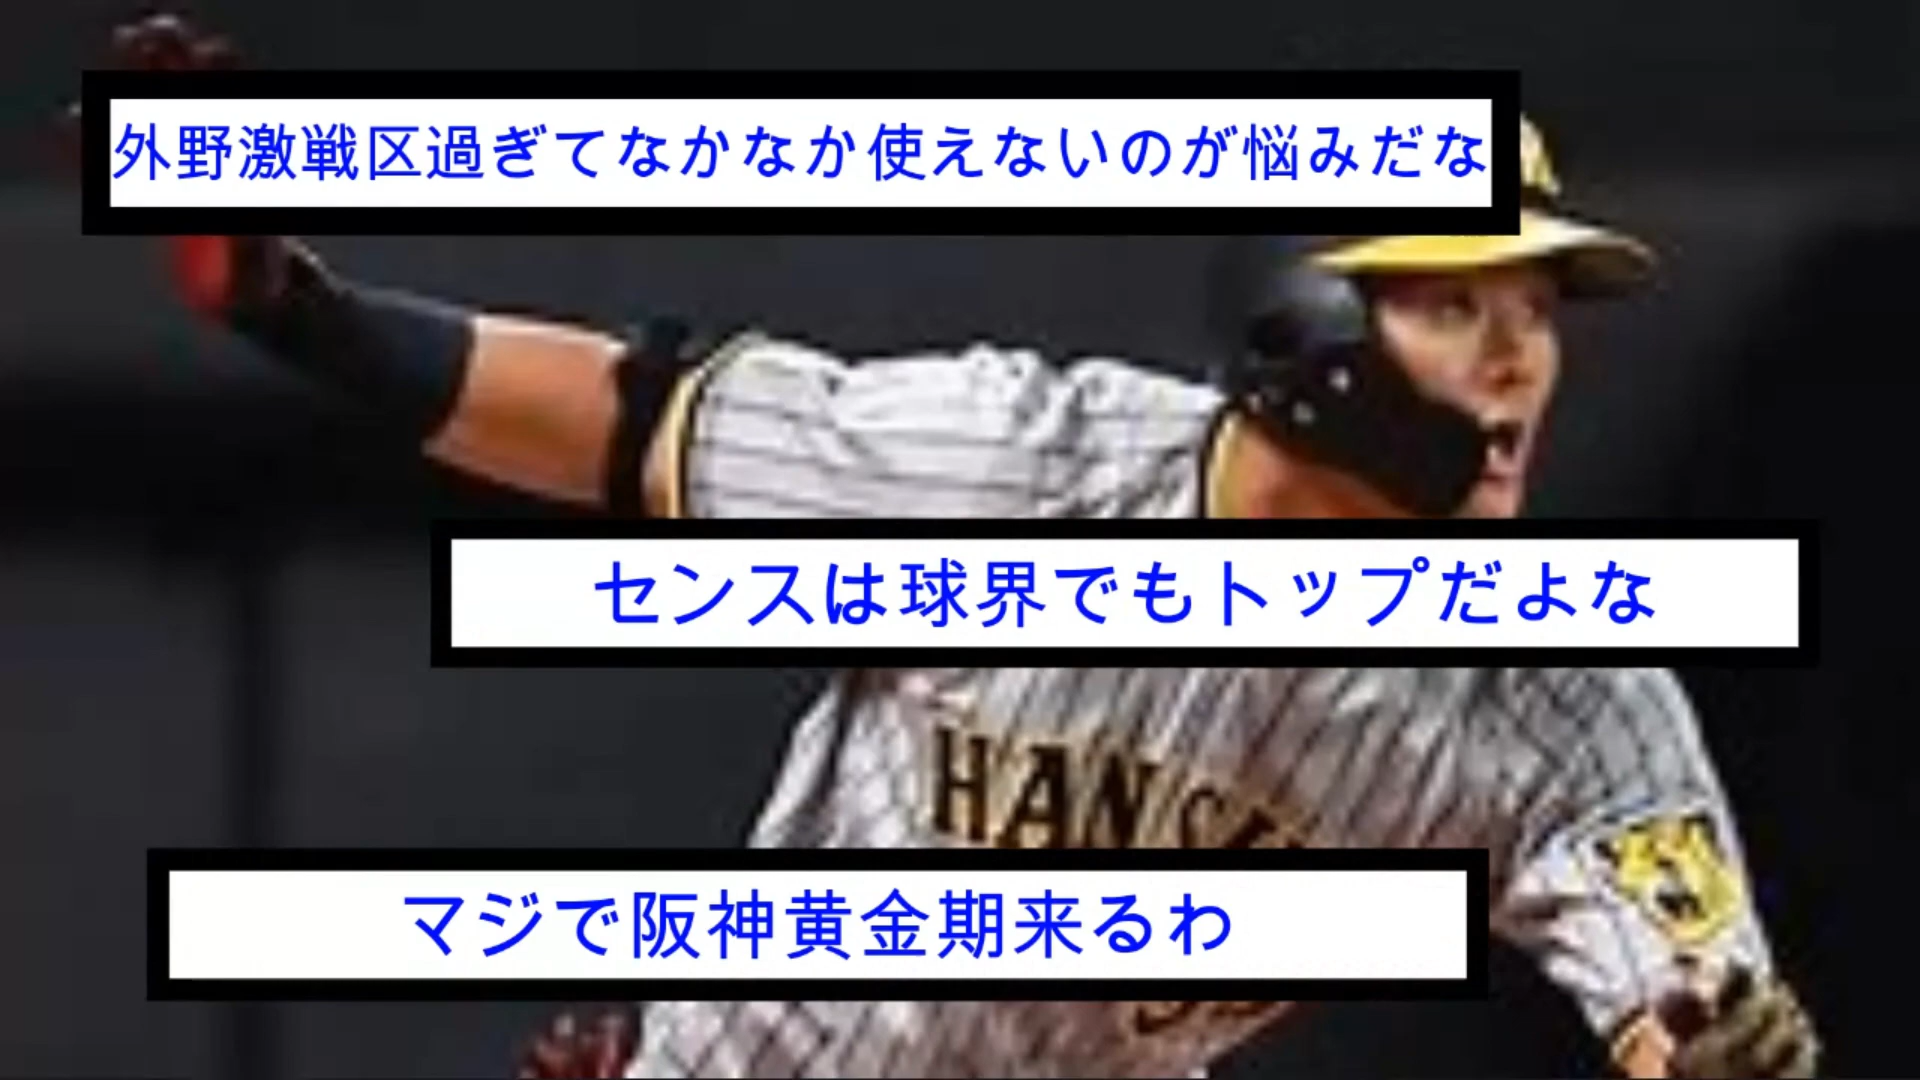 外野激戦区過ぎてなかなか使えないのが悩みだな
センスは球界でもトップだよな
マジで阪神黄金期来るわ
HANSE